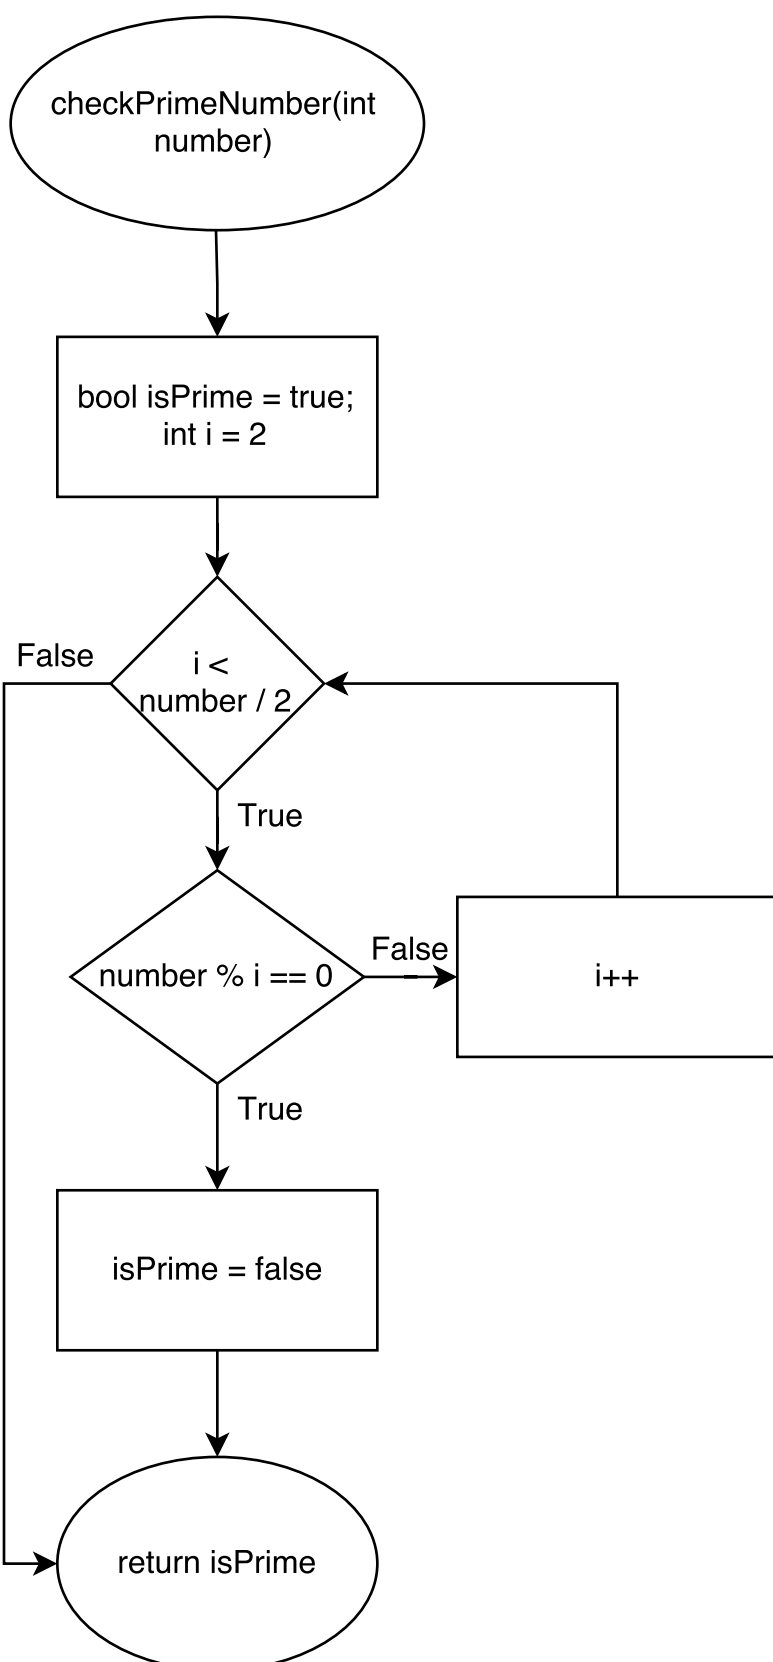 checkPrimeNumber(int
number)
bool isPrime = true;
int i = 2
False
i <
number / 2
True
number % i == 0
False
i++
True
isPrime = false
return isPrime